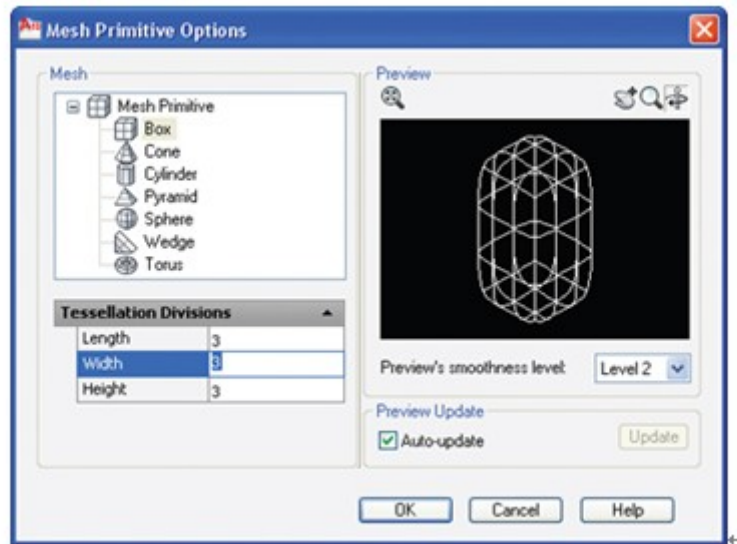 Mesh Primitive Options
Mesh
Mesh Primitive
Box
Cone
Cylinder
Pyramid
Sphere
Wedge
Torus
Tessellation Divisions
Length 3
Width 3
Height 3
Preview
Preview's smoothness level: Level 2
Preview Update
Auto-update Update
OK Cancel Help